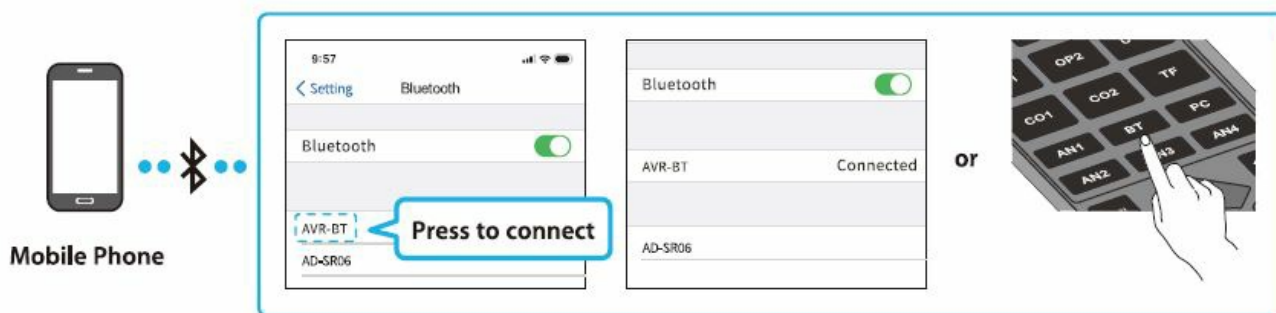 Mobile Phone
9:57
Setting
Bluetooth
Bluetooth
AVR-BT
Press to connect
AD-SR06
Bluetooth
AVR-BT
Connected
AD-SR06
or
OP2
CO1
CO2
TF
AN1
BT
PC
AN2
AN3
AN4